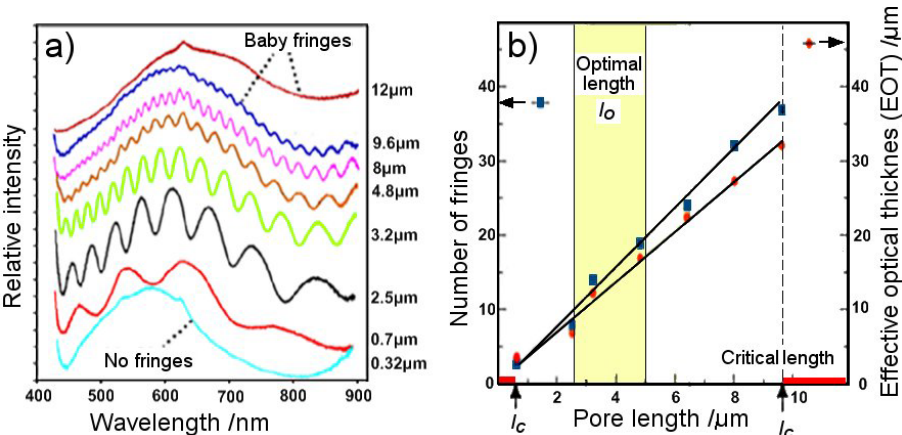 a)
Baby fringes
12µm
9.6µm
8µm
4.8µm
3.2µm
2.5µm
0.7µm
0.32µm
No fringes
Relative intensity
400 500 600 700 800 900
Wavelength /nm
b)
Optimal
length
lo
Critical length
Number of fringes
40
30
20
10
0
Effective optical thicknes (EOT) /µm
40
30
20
10
0
2 4 6 8 10
lc Pore length /µm lc